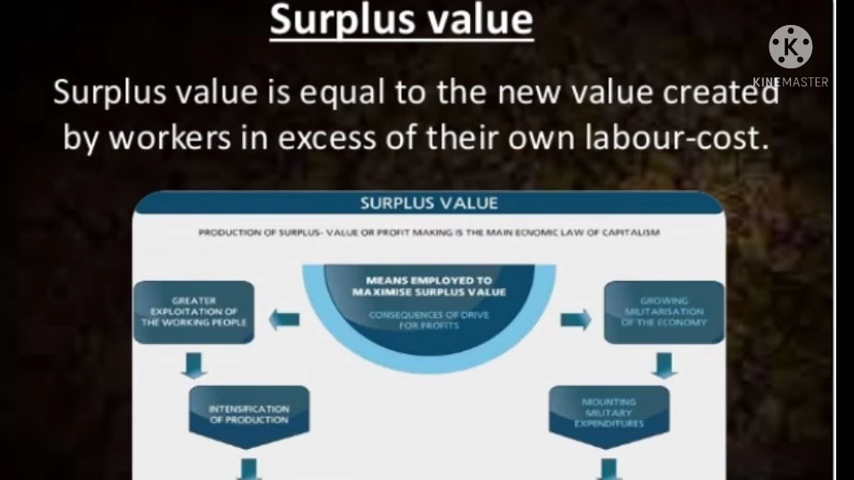 Surplus value
K
KINEMASTER
Surplus value is equal to the new value created
by workers in excess of their own labour-cost.
SURPLUS VALUE
PRODUCTION OF SURPLUS- VALUE OR PROFIT MAKING IS THE MAIN ECNOMIC LAW OF CAPITALISM
MEANS EMPLOYED TO
MAXIMISE SURPLUS VALUE
CONSEQUENCES OF DRIVE
FOR PROFITS
GREATER
EXPLOITATION OF
THE WORKING PEOPLE
GROWING
MILITARISATION
OF THE ECONOMY
INTENSIFICATION
OF PRODUCTION
MOUNTING
MILITARY
EXPENDITURES